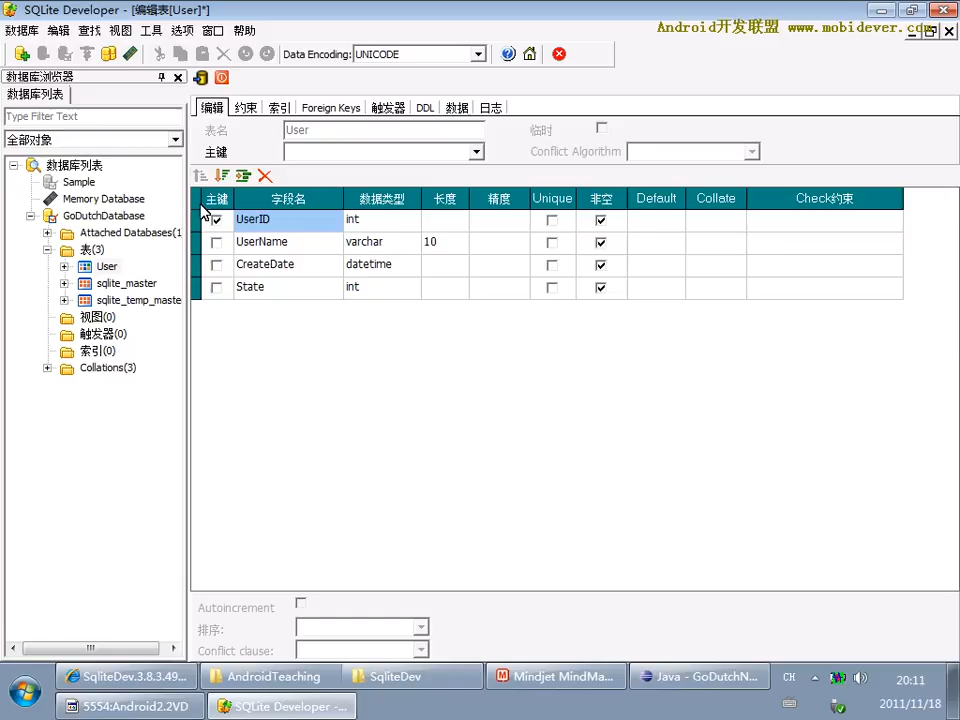 SQLite Developer - [编辑表[User]*]
数据库 编辑 查找 视图 工具 选项 窗口 帮助
Android开发联盟 www.mobidever.com
Data Encoding: UNICODE
数据库浏览器
数据库列表
Type Filter Text
全部对象
数据库列表
Sample
Memory Database
GoDutchDatabase
Attached Databases(1
表(3)
User
sqlite_master
sqlite_temp_maste
视图(0)
触发器(0)
索引(0)
Collations(3)
编辑 约束 索引 Foreign Keys 触发器 DDL 数据 日志
表名 User 临时
主键 Conflict Algorithm
主键 字段名 数据类型 长度 精度 Unique 非空 Default Collate Check约束
UserID int
UserName varchar 10
CreateDate datetime
State int
Autoincrement
排序:
Conflict clause:
SqliteDev.3.8.3.49... AndroidTeaching SqliteDev Mindjet MindMa... Java - GoDutchN... CH 20:11
5554:Android2.2VD SQLite Developer -... 2011/11/18